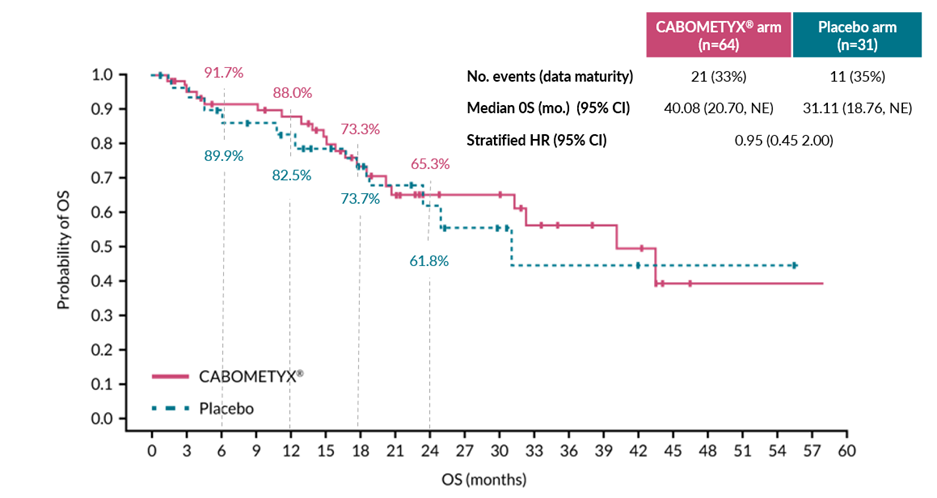 CABOMETYX® arm Placebo arm
(n=64) (n=31)
No. events (data maturity) 21 (33%) 11 (35%)
Median OS (mo.) (95% CI) 40.08 (20.70, NE) 31.11 (18.76, NE)
Stratified HR (95% CI) 0.95 (0.45 2.00)
Probability of OS
1.0
0.9
0.8
0.7
0.6
0.5
0.4
0.3
0.2
0.1
0.0
91.7%
88.0%
73.3%
65.3%
89.9%
82.5%
73.7%
61.8%
CABOMETYX®
Placebo
0 3 6 9 12 15 18 21 24 27 30 33 36 39 42 45 48 51 54 57 60
OS (months)